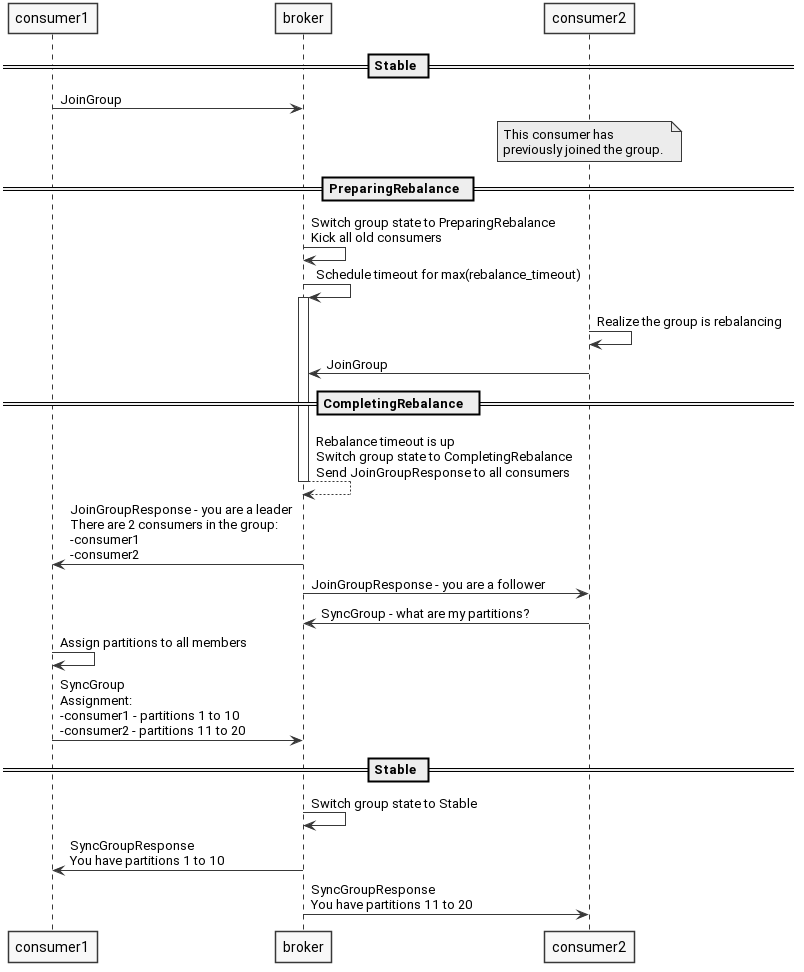 consumer1
broker
consumer2
Stable
JoinGroup
This consumer has
previously joined the group.
PreparingRebalance
Switch group state to PreparingRebalance
Kick all old consumers
Schedule timeout for max(rebalance_timeout)
Realize the group is rebalancing
JoinGroup
CompletingRebalance
Rebalance timeout is up
Switch group state to CompletingRebalance
Send JoinGroupResponse to all consumers
JoinGroupResponse - you are a leader
There are 2 consumers in the group:
-consumer1
-consumer2
JoinGroupResponse - you are a follower
SyncGroup - what are my partitions?
Assign partitions to all members
SyncGroup
Assignment:
-consumer1 - partitions 1 to 10
-consumer2 - partitions 11 to 20
Stable
Switch group state to Stable
SyncGroupResponse
You have partitions 1 to 10
SyncGroupResponse
You have partitions 11 to 20
consumer1
broker
consumer2